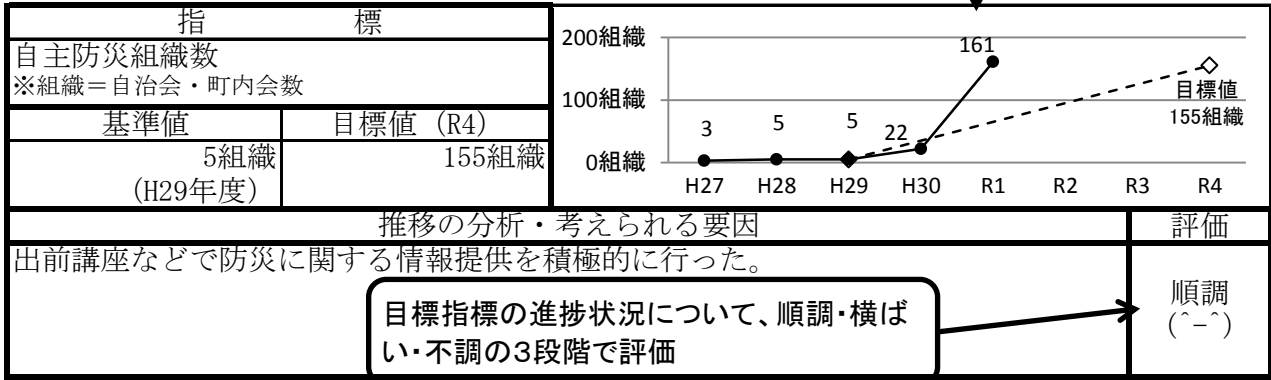 指標
自主防災組織数
※組織＝自治会・町内会数
基準値 目標値 (R4)
5組織 155組織
(H29年度)
200組織
100組織
0組織
3 5 5 22 161
目標値
155組織
H27 H28 H29 H30 R1 R2 R3 R4
推移の分析・考えられる要因 評価
出前講座などで防災に関する情報提供を積極的に行った。
目標指標の進捗状況について、順調・横ば
い・不調の3段階で評価
順調
(^-^)